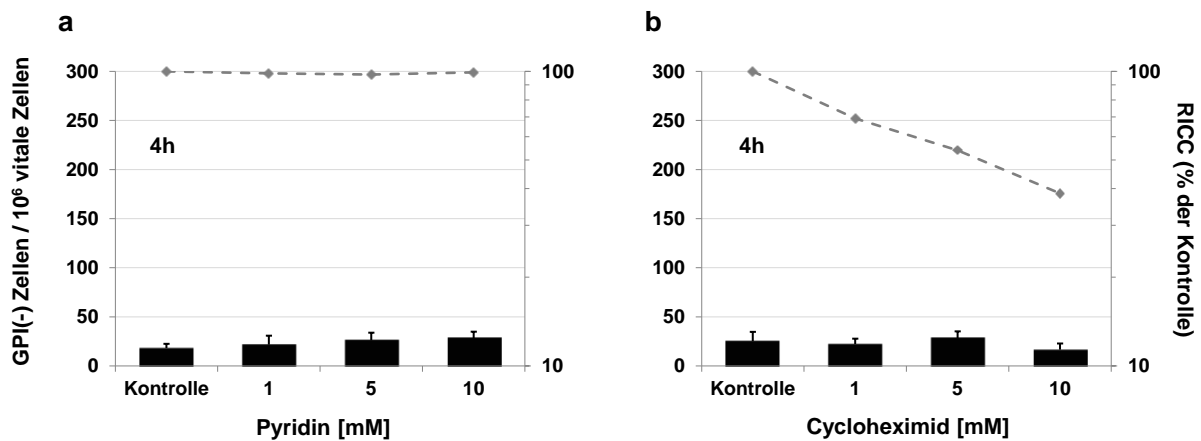 a
GPI(-) Zellen / 10⁶ vitale Zellen
300
250
200
150
100
50
0
4h
100
10
Kontrolle 1 5 10
Pyridin [mM]
b
300
250
200
150
100
50
0
4h
100
10
RICC (% der Kontrolle)
Kontrolle 1 5 10
Cycloheximid [mM]